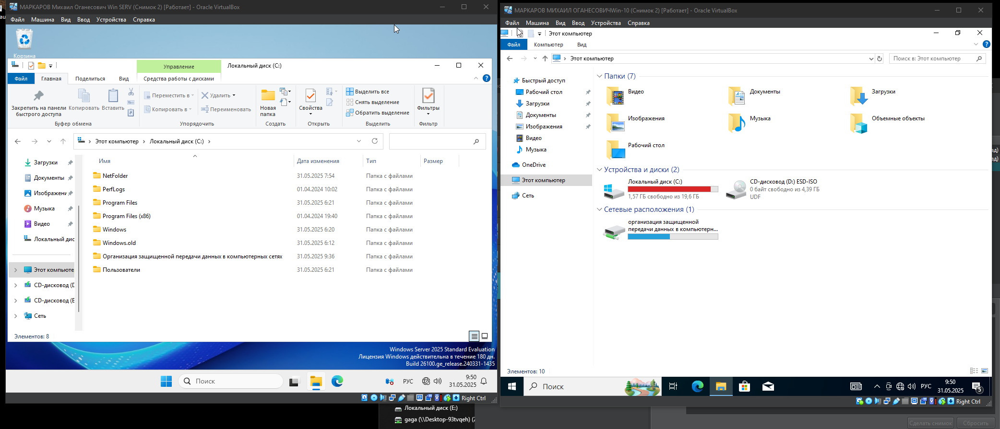 МАРКАРОВ Михаил Оганесович Win SERV (Снимок 2) [Работает] - Oracle VirtualBox
Файл Машина Вид Ввод Устройства Справка
Корзина
Управление
Локальный диск (C:)
Файл Главная Поделиться Вид Средства работы с дисками
Закрепить на панели быстрого доступа
Копировать
Вставить
Буфер обмена
Переместить в
Копировать в
Удалить
Переименовать
Упорядочить
Новая папка
Создать
Свойства
Открыть
Выделить все
Снять выделение
Обратить выделение
Выделить
Фильтры
Фильтр
Этот компьютер › Локальный диск (C:) ›
Загрузки
Документы
Изображени
Музыка
Видео
Локальный дис
Этот компьюте
CD-дисковод (D
CD-дисковод (E
Сеть
Имя Дата изменения Тип Размер
NetFolder 31.05.2025 7:54 Папка с файлами
PerfLogs 01.04.2024 10:02 Папка с файлами
Program Files 31.05.2025 6:21 Папка с файлами
Program Files (x86) 01.04.2024 19:40 Папка с файлами
Windows 31.05.2025 6:20 Папка с файлами
Windows.old 31.05.2025 6:12 Папка с файлами
Организация защищенной передачи данных в компьютерных сетях 31.05.2025 9:36 Папка с файлами
Пользователи 31.05.2025 6:21 Папка с файлами
Элементов: 8
Windows Server 2025 Standard Evaluation
Лицензия Windows действительна в течение 180 дн.
Build 26100.ge_release.240331-1435
Поиск
РУС
9:50
31.05.2025
Right Ctrl
Локальный диск (E:)
gaga (\\Desktop-93tvqeh) (
МАРКАРОВ МИХАИЛ ОГАНЕСОВИЧWin-10 (Снимок 2) [Работает] - Oracle VirtualBox
Файл Машина Вид Ввод Устройства Справка
Этот компьютер
Файл Компьютер Вид
Этот компьютер
Поиск в: Этот компьютер
Быстрый доступ
Рабочий стол
Загрузки
Документы
Изображения
Видео
Музыка
OneDrive
Этот компьютер
Сеть
Папки (7)
Видео
Документы
Загрузки
Изображения
Музыка
Объемные объекты
Рабочий стол
Устройства и диски (2)
Локальный диск (C:)
1,57 ГБ свободно из 19,6 ГБ
CD-дисковод (D:) ESD-ISO
0 байт свободно из 4,39 ГБ
UDF
Сетевые расположения (1)
организация защищенной
передачи данных в компьютерн...
Элементов: 10
Поиск
РУС
9:50
31.05.2025
5
Right Ctrl
ад)
ад)
Сделать снимок
Сбросить